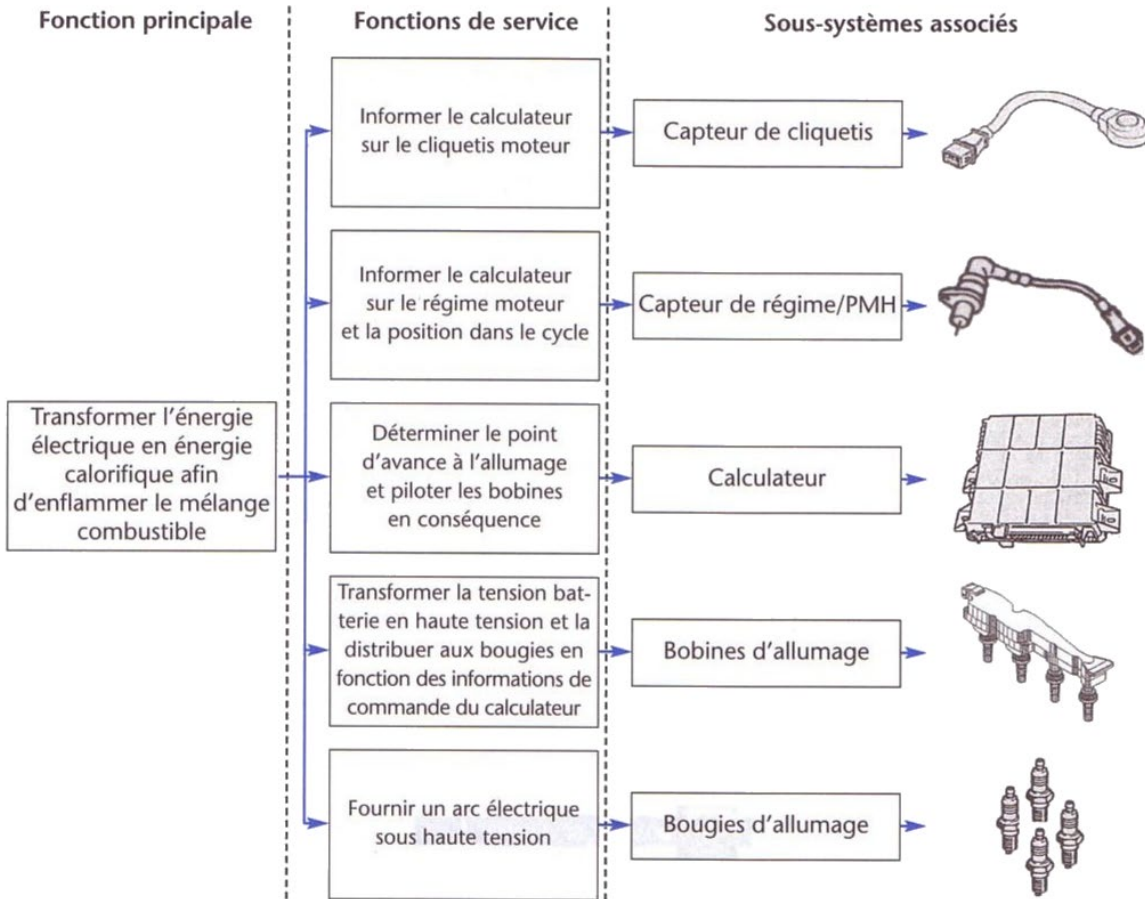 Fonction principale
Fonctions de service
Sous-systèmes associés
Informer le calculateur
sur le cliquetis moteur
Capteur de cliquetis
Informer le calculateur
sur le régime moteur
et la position dans le cycle
Capteur de régime/PMH
Transformer l'énergie
électrique en énergie
calorifique afin
d'enflammer le mélange
combustible
Déterminer le point
d'avance à l'allumage
et piloter les bobines
en conséquence
Calculateur
Transformer la tension bat-
terie en haute tension et la
distribuer aux bougies en
fonction des informations de
commande du calculateur
Bobines d'allumage
Fournir un arc électrique
sous haute tension
Bougies d'allumage